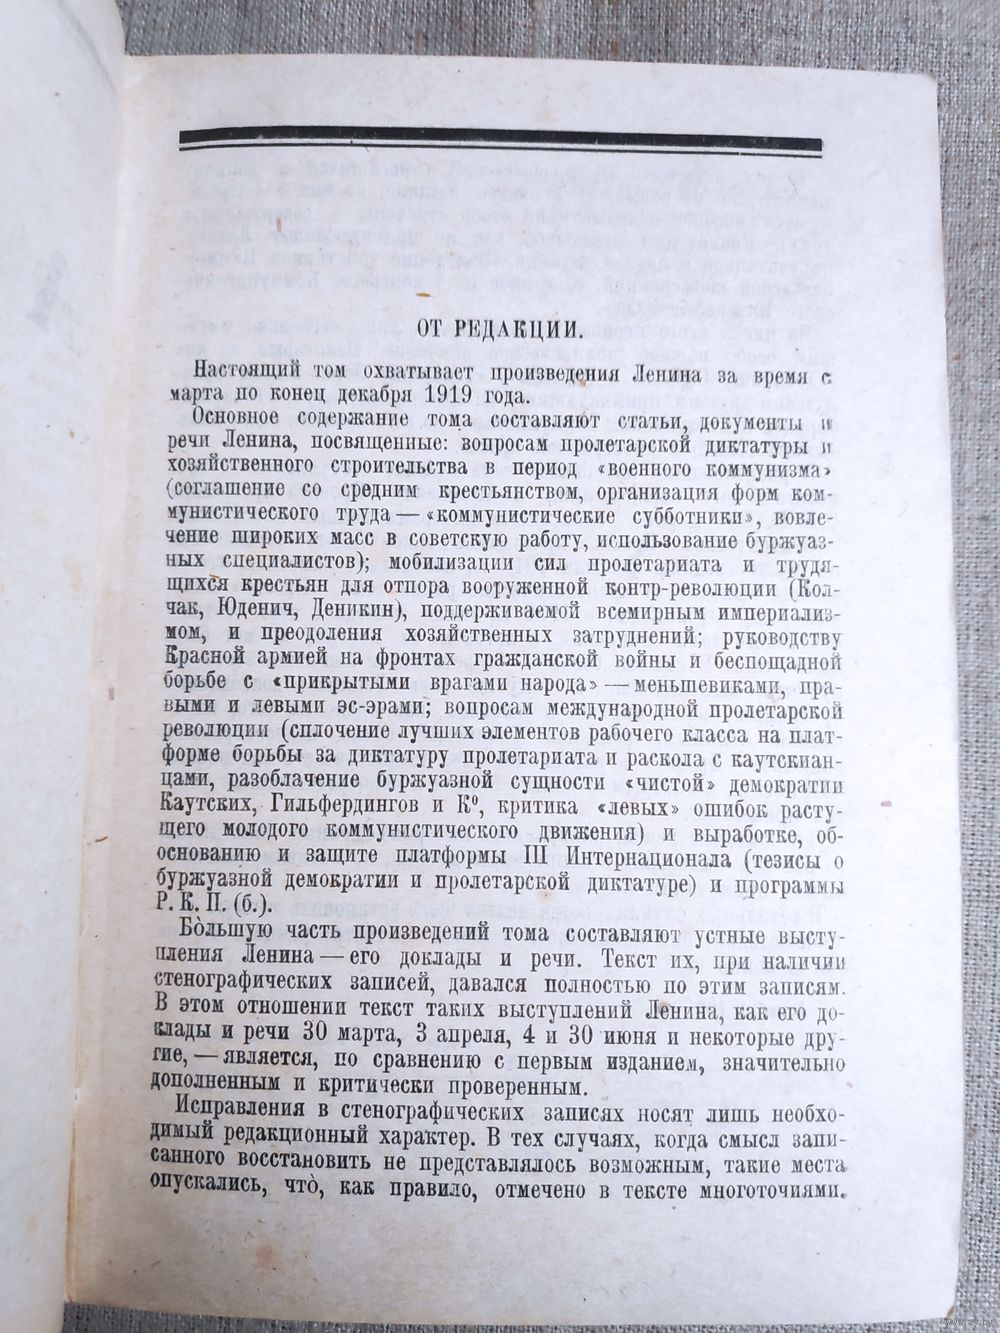 ОТ РЕДАКЦИИ.
Настоящий том охватывает произведения Ленина за время с
марта по конец декабря 1919 года.
Основное содержание тома составляют статьи, документы и
речи Ленина, посвященные: вопросам пролетарской диктатуры и
хозяйственного строительства в период «военного коммунизма»
(соглашение со средним крестьянством, организация форм ком-
мунистического труда — «коммунистические субботники», вовле-
чение широких масс в советскую работу, использование буржуаз-
ных специалистов); мобилизации сил пролетариата и трудя-
щихся крестьян для отпора вооруженной контр-революции (Кол-
чак, Юденич, Деникин), поддерживаемой всемирным империализ-
мом, и преодоления хозяйственных затруднений; руководству
Красной армией на фронтах гражданской войны и беспощадной
борьбе с «прикрытыми врагами народа» — меньшевиками, пра-
выми и левыми эс-эрами; вопросам международной пролетарской
революции (сплочение лучших элементов рабочего класса на плат-
форме борьбы за диктатуру пролетариата и раскола с каутскиан-
цами, разоблачение буржуазной сущности «чистой» демократии
Каутских, Гильфердингов и К⁰, критика «левых» ошибок расту-
щего молодого коммунистического движения) и выработке, об-
основанию и защите платформы III Интернационала (тезисы о
буржуазной демократии и пролетарской диктатуре) и программы
Р. К. П. (б.).
Бо̀льшую часть произведений тома составляют устные высту-
пления Ленина — его доклады и речи. Текст их, при наличии
стенографических записей, давался полностью по этим записям.
В этом отношении текст таких выступлений Ленина, как его до-
клады и речи 30 марта, 3 апреля, 4 и 30 июня и некоторые дру-
гие, — является, по сравнению с первым изданием, значительно
дополненным и критически проверенным.
Исправления в стенографических записях носят лишь необхо-
димый редакционный характер. В тех случаях, когда смысл запи-
санного восстановить не представлялось возможным, такие места
опускались, что̀, как правило, отмечено в тексте многоточиями.
www.ay.by